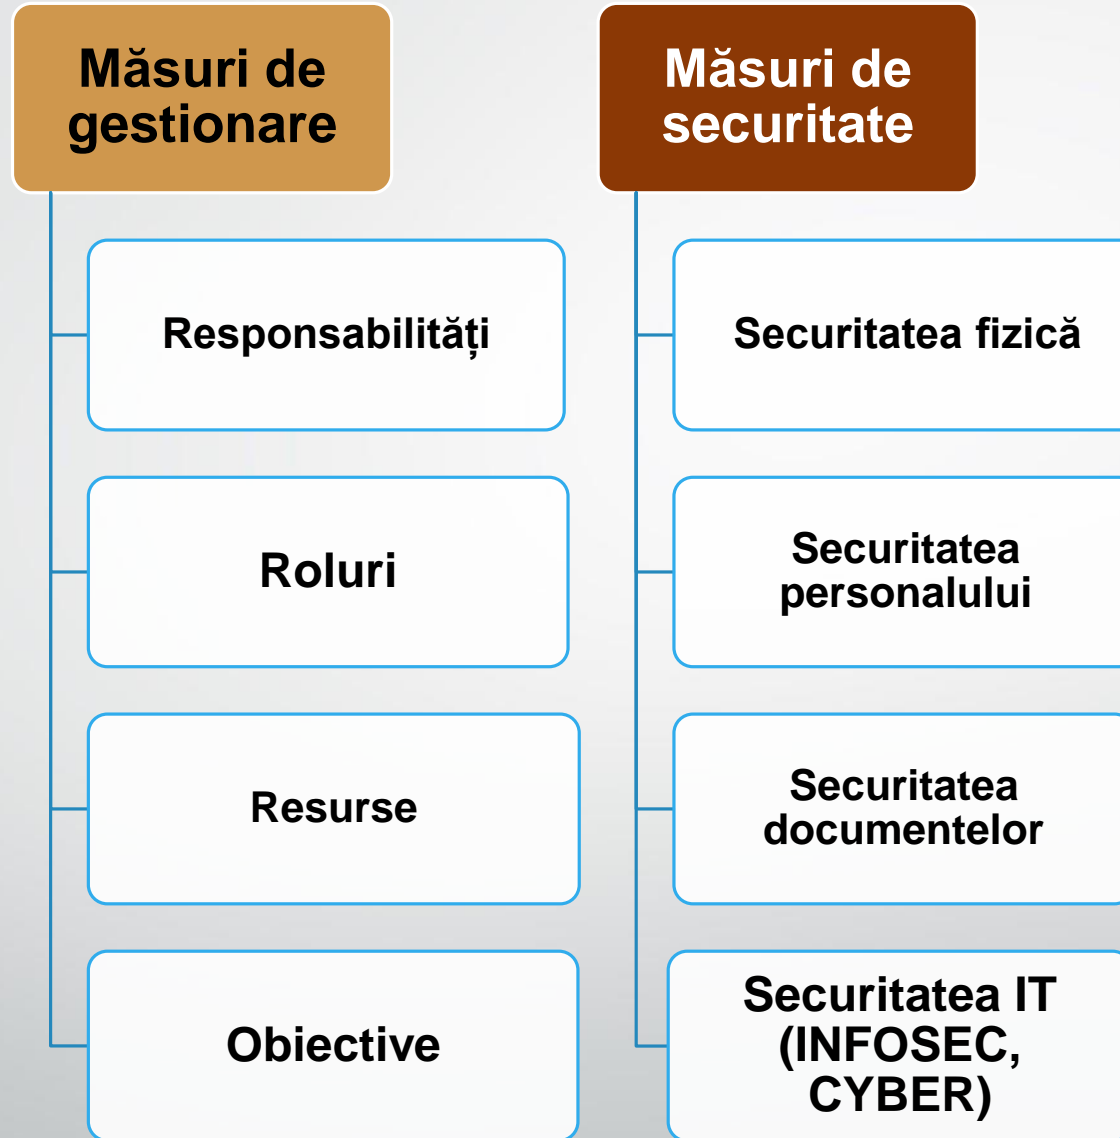 Măsuri de
gestionare
Responsabilități
Roluri
Resurse
Obiective
Măsuri de
securitate
Securitatea fizică
Securitatea
personalului
Securitatea
documentelor
Securitatea IT
(INFOSEC,
CYBER)